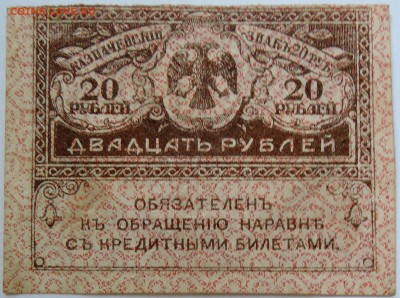 КАЗНАЧЕЙСКІЙ ЗНАКЪ
20 20
РУБЛЕЙ РУБЛЕЙ
ДВАДЦАТЬ РУБЛЕЙ
ОБЯЗАТЕЛЕНЪ
КЪ ОБРАЩЕНІЮ НАРАВНѢ
СЪ КРЕДИТНЫМИ БИЛЕТАМИ.